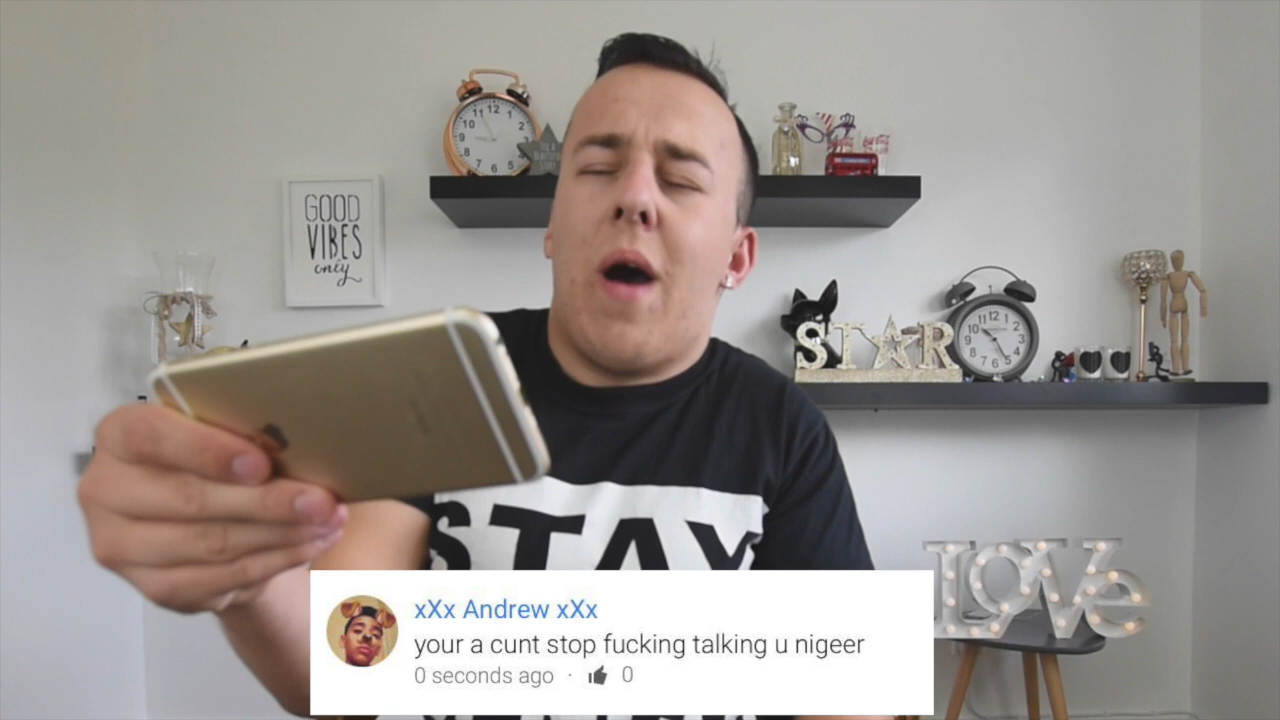 GOOD
VIBES
only
STAR
STAY
LOVE
xXx Andrew xXx
your a cunt stop fucking talking u nigeer
0 seconds ago · 0